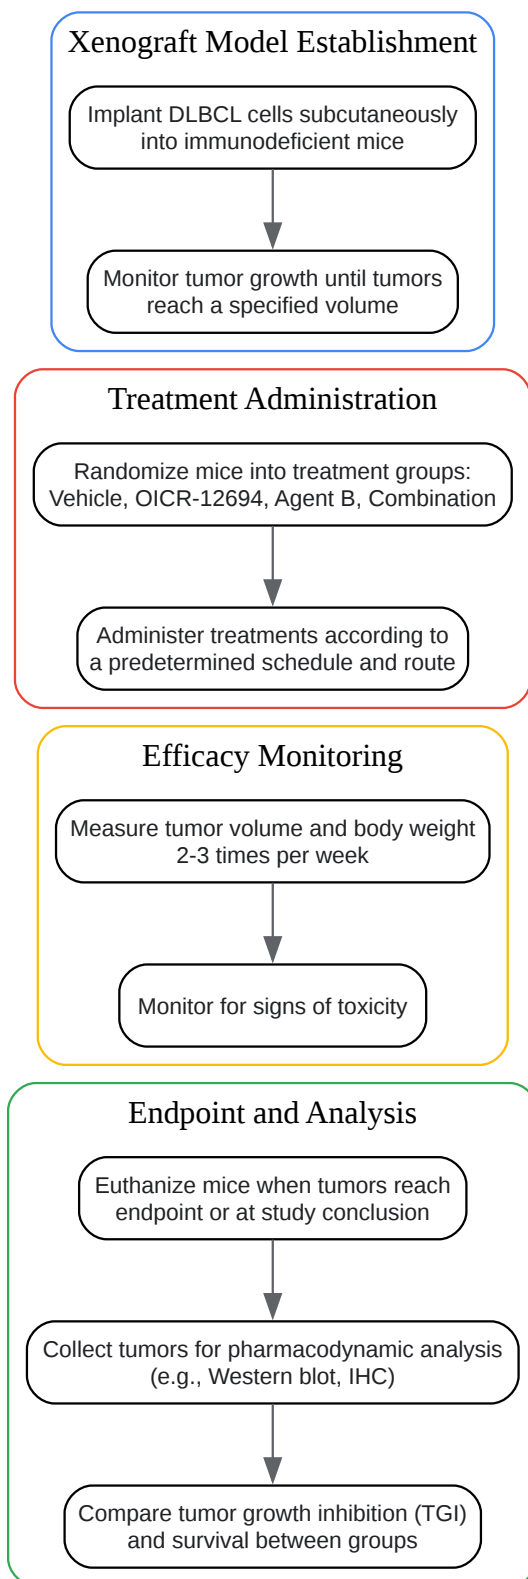 Xenograft Model Establishment
Implant DLBCL cells subcutaneously
into immunodeficient mice
Monitor tumor growth until tumors
reach a specified volume
Treatment Administration
Randomize mice into treatment groups:
Vehicle, OICR-12694, Agent B, Combination
Administer treatments according to
a predetermined schedule and route
Efficacy Monitoring
Measure tumor volume and body weight
2-3 times per week
Monitor for signs of toxicity
Endpoint and Analysis
Euthanize mice when tumors reach
endpoint or at study conclusion
Collect tumors for pharmacodynamic analysis
(e.g., Western blot, IHC)
Compare tumor growth inhibition (TGI)
and survival between groups